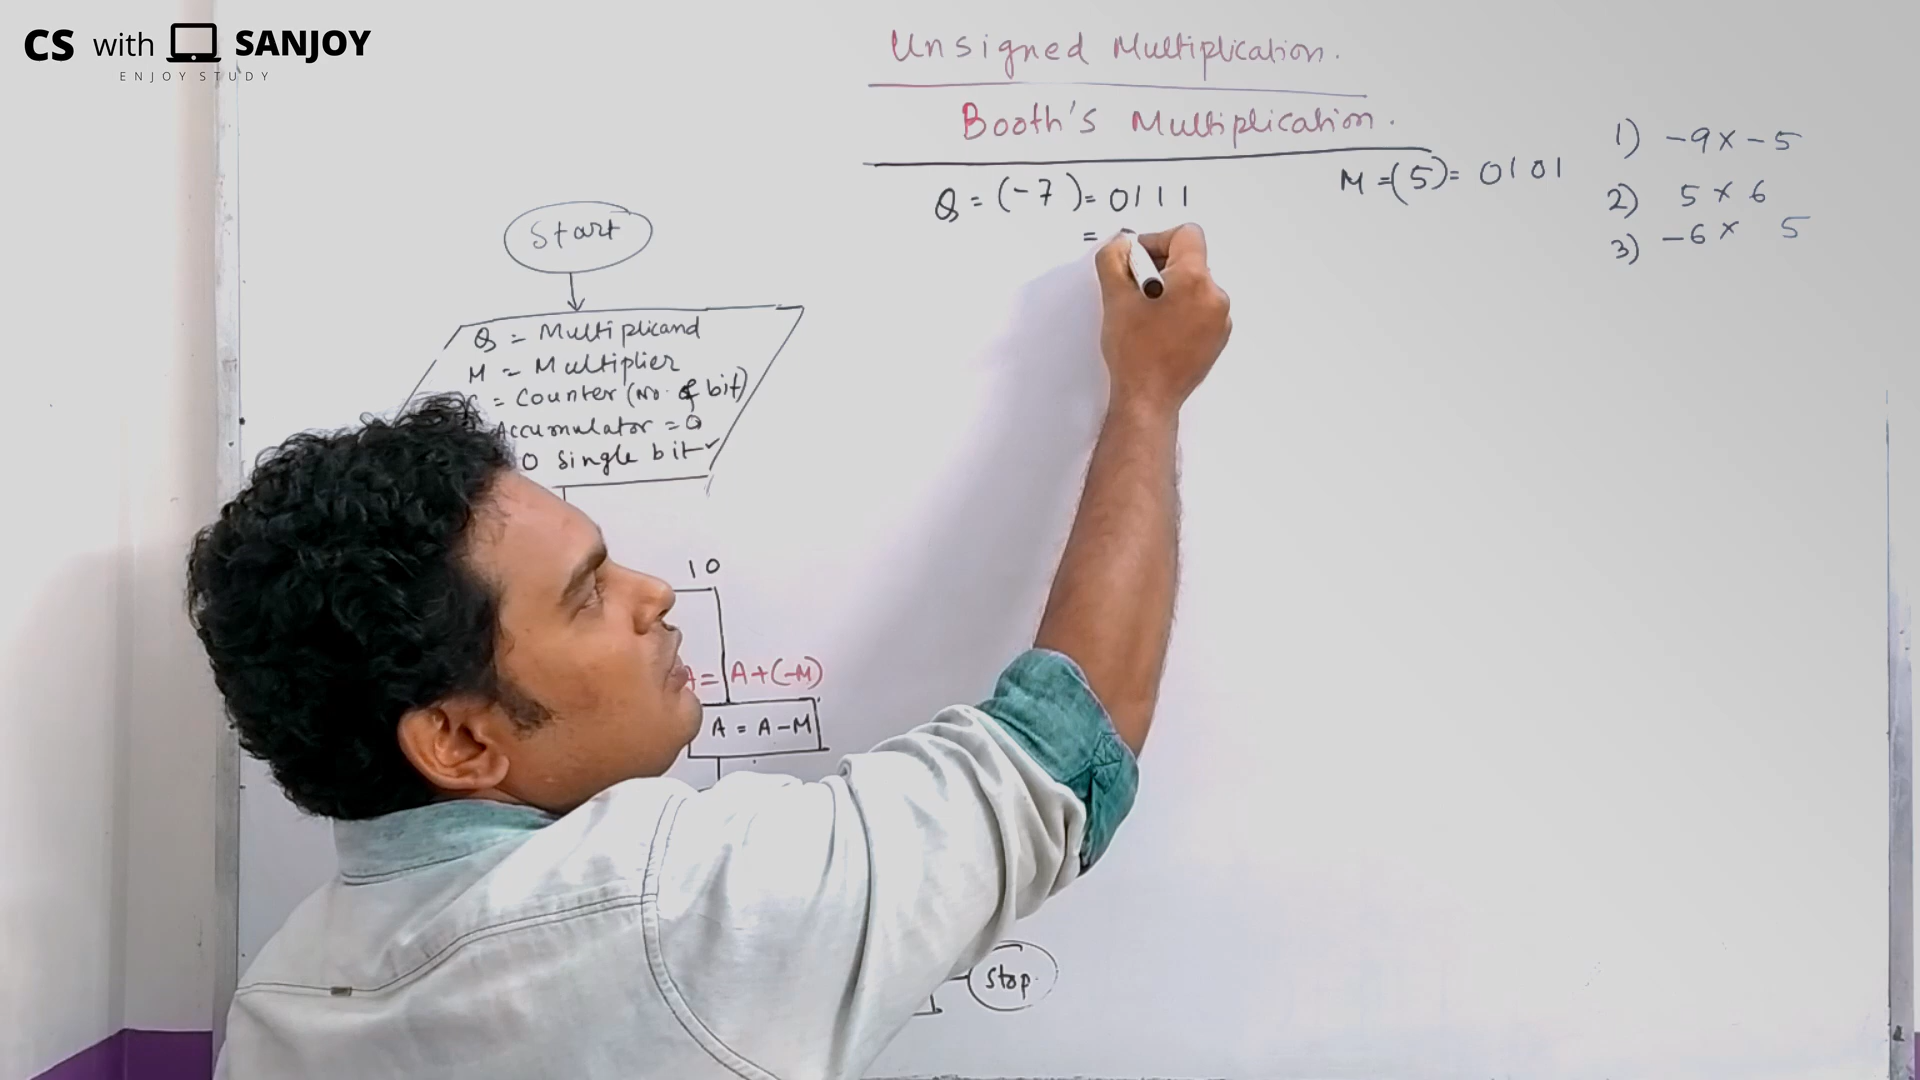 CS with SANJOY
ENJOY STUDY
Unsigned Multiplication.
Booth's Multiplication.
Q = (-7) = 0111
=
M = (5) = 0101
1) -9 x -5
2) 5 x 6
3) -6 x 5
Start
Q = Multiplicand
M = Multiplier
= Counter (No. of bit)
Accumulator = 0
0 Single bit ✓
10
A = A+(-M)
A = A-M
Stop.